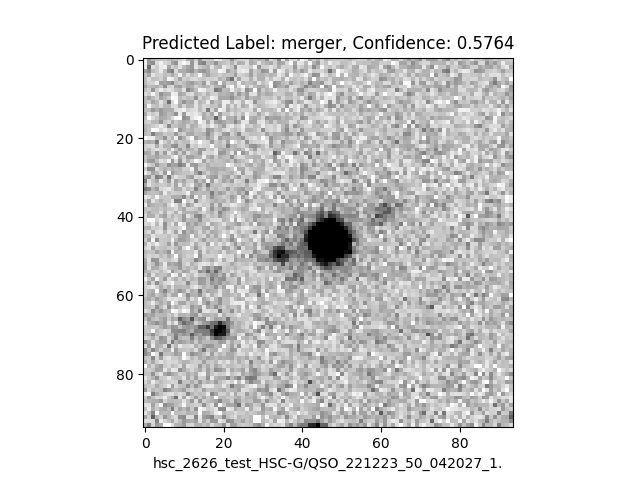 Predicted Label: merger, Confidence: 0.5764
0
20
40
60
80
0 20 40 60 80
hsc_2626_test_HSC-G/QSO_221223_50_042027_1.